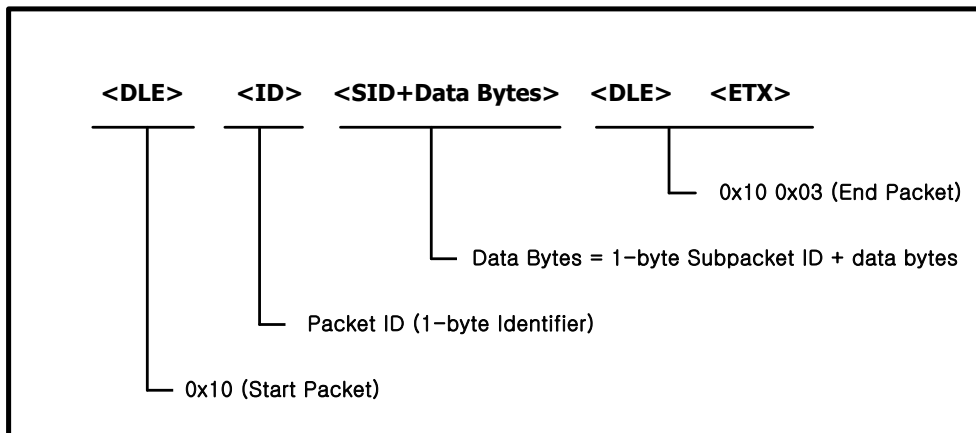 <DLE> <ID> <SID+Data Bytes> <DLE> <ETX>
0x10 0x03 (End Packet)
Data Bytes = 1-byte Subpacket ID + data bytes
Packet ID (1-byte Identifier)
0x10 (Start Packet)